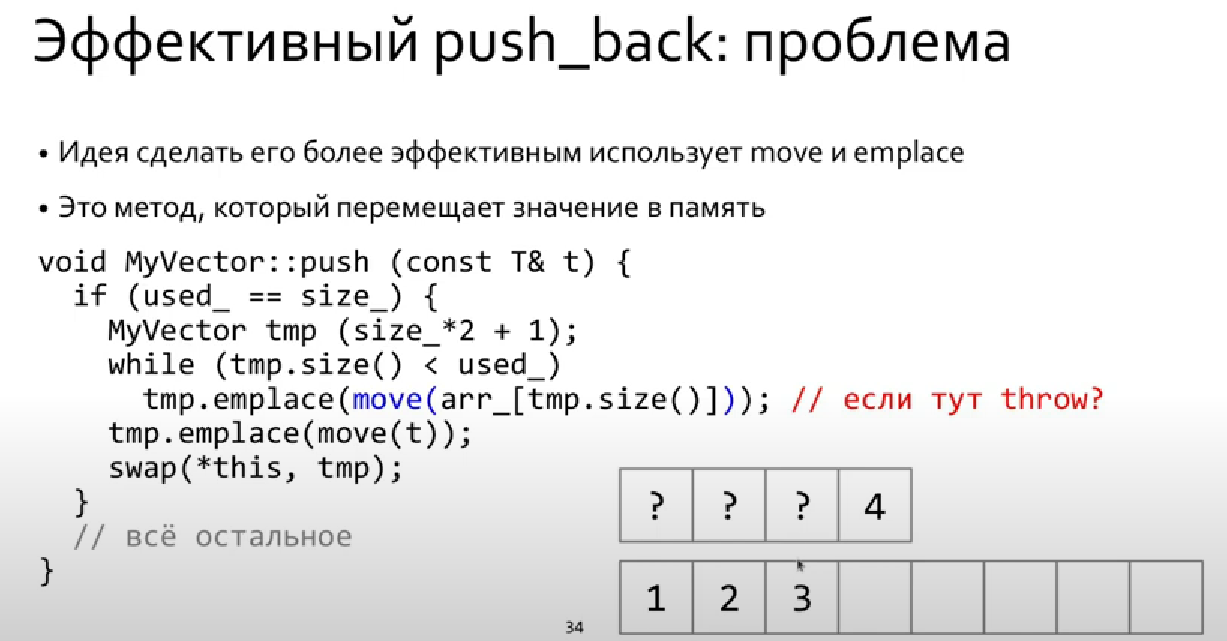 Эффективный push_back: проблема
• Идея сделать его более эффективным использует move и emplace
• Это метод, который перемещает значение в память
void MyVector::push (const T& t) {
  if (used_ == size_) {
    MyVector tmp (size_*2 + 1);
    while (tmp.size() < used_)
      tmp.emplace(move(arr_[tmp.size()])); // если тут throw?
    tmp.emplace(move(t));
    swap(*this, tmp);
  }
  // всё остальное
}
? ? ? 4
1 2 3
34